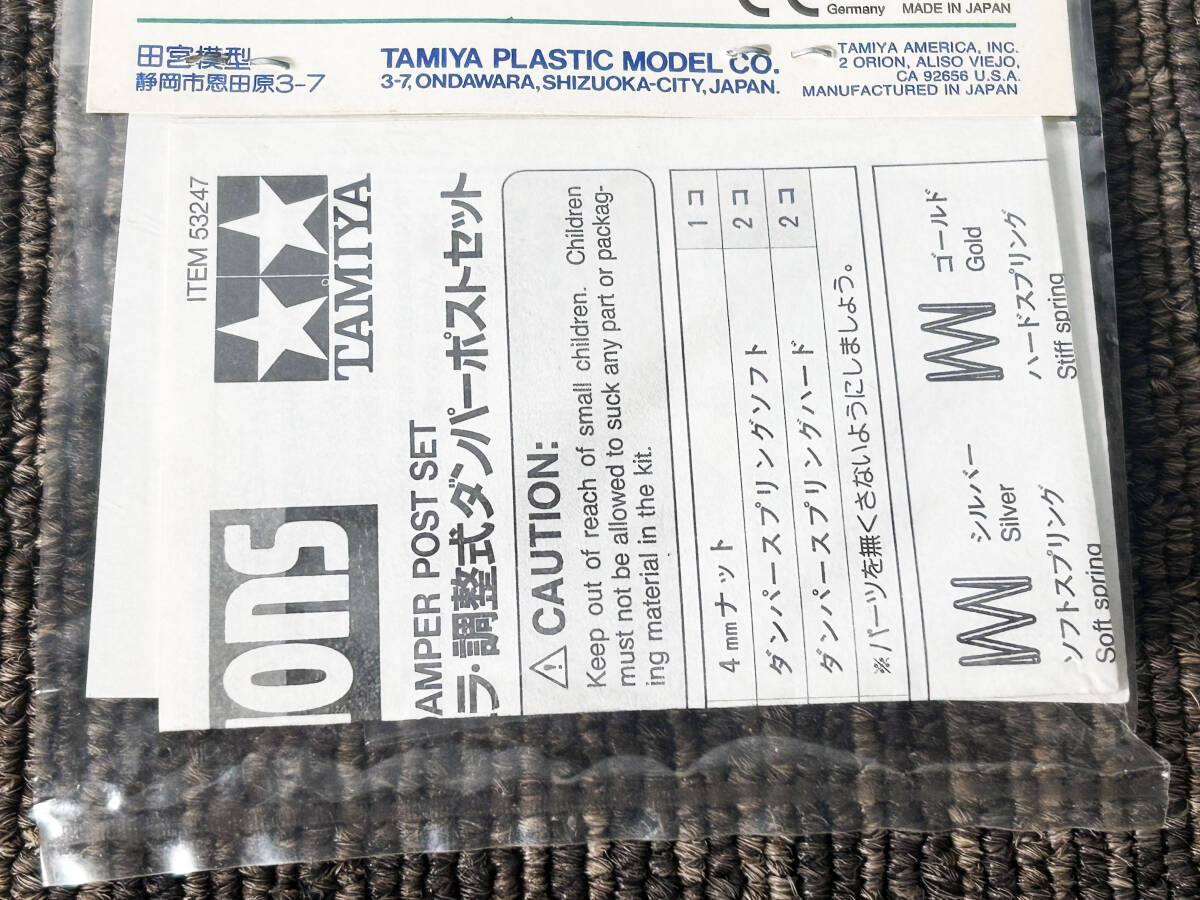 Germany MADE IN JAPAN
田宮模型
静岡市恩田原3-7
TAMIYA PLASTIC MODEL CO.
3-7, ONDAWARA, SHIZUOKA-CITY, JAPAN.
TAMIYA AMERICA, INC.
2 ORION, ALISO VIEJO,
CA 92656 U.S.A.
MANUFACTURED IN JAPAN
ITEM 53247
TAMIYA
ons
AMPER POST SET
ラ・調整式ダンパーポストセット
CAUTION:
Keep out of reach of small children. Children
must not be allowed to suck any part or packag-
ing material in the kit.
4mmナット 1コ
ダンパースプリングソフト 2コ
ダンパースプリングハード 2コ
※パーツを無くさないようにしましょう。
シルバー
Silver
ソフトスプリング
Soft spring
ゴールド
Gold
ハードスプリング
Stiff spring